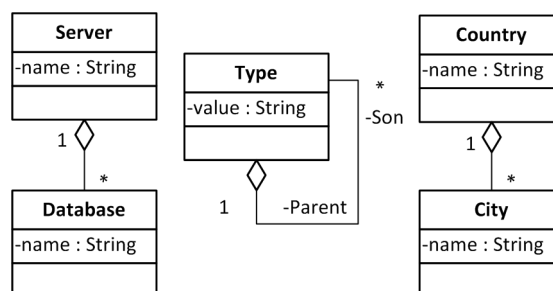 Server
-name : String
1
*
Database
-name : String
Type
-value : String
*
-Son
1
-Parent
Country
-name : String
1
*
City
-name : String